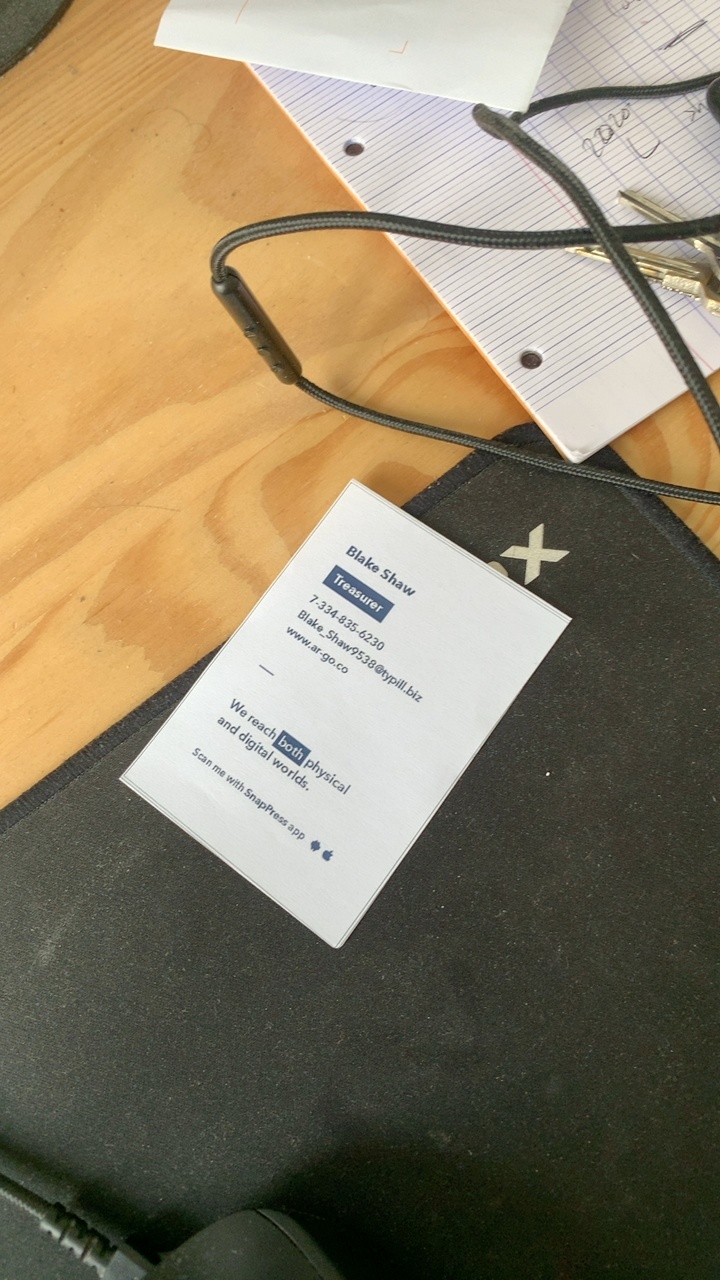 2020
X
Blake Shaw
Treasurer
7-334-835-6230
Blake_Shaw9538@typill.biz
www.ar-go.co
We reach both physical
and digital worlds.
Scan me with SnapPress app